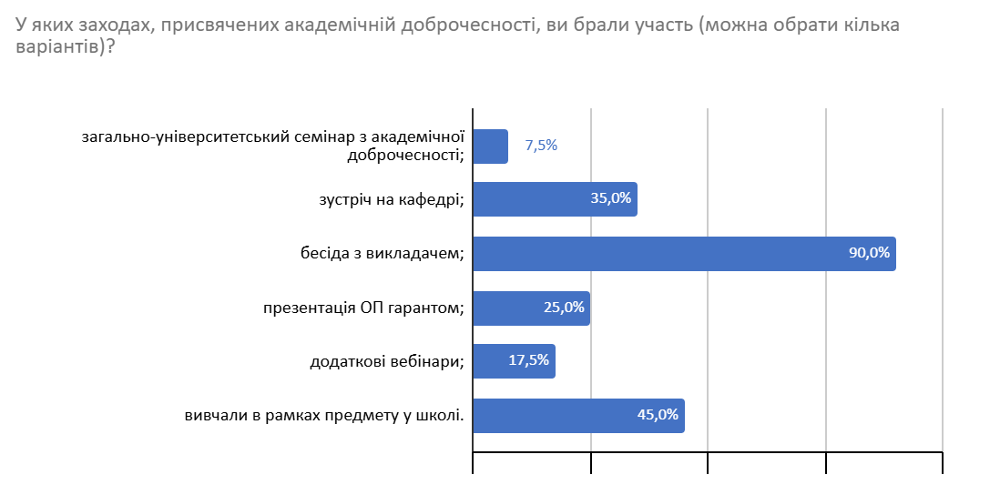 У яких заходах, присвячених академічній доброчесності, ви брали участь (можна обрати кілька
варіантів)?
загально-університетський семінар з академічної
доброчесності;
7,5%
зустріч на кафедрі;
35,0%
бесіда з викладачем;
90,0%
презентація ОП гарантом;
25,0%
додаткові вебінари;
17,5%
вивчали в рамках предмету у школі.
45,0%